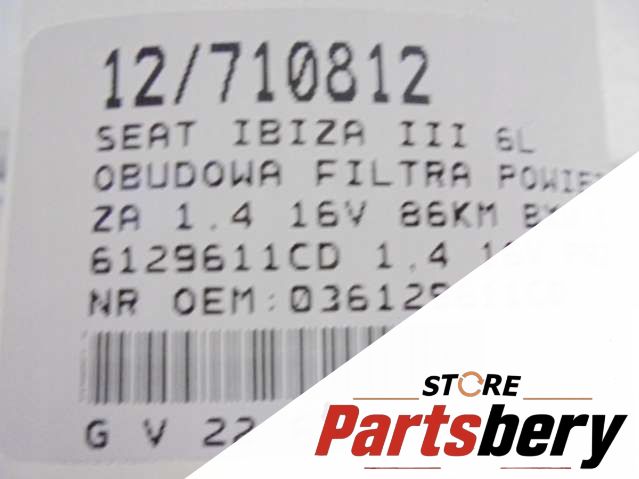 12/710812
SEAT IBIZA III 6L
OBUDOWA FILTRA
ZA 1.4 16V 86KM
6129611CD 1.4
NR OEM:
G V 22
STORE
Partsbery